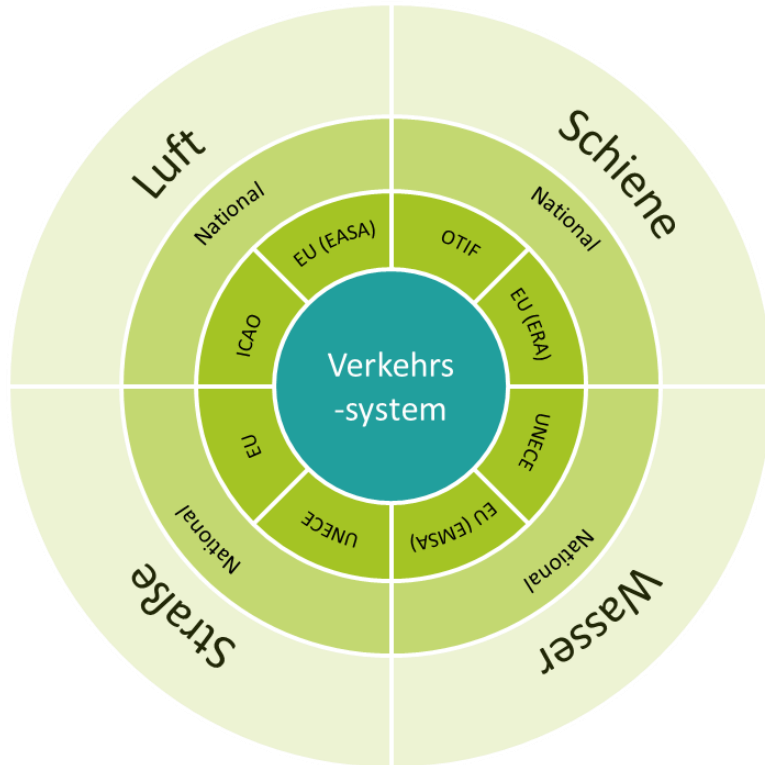 Luft
National
EU (EASA)
ICAO
Schiene
National
OTIF
EU (ERA)
Verkehrs
-system
Straße
National
EU
UNECE
Wasser
National
UNECE
EU (EMSA)